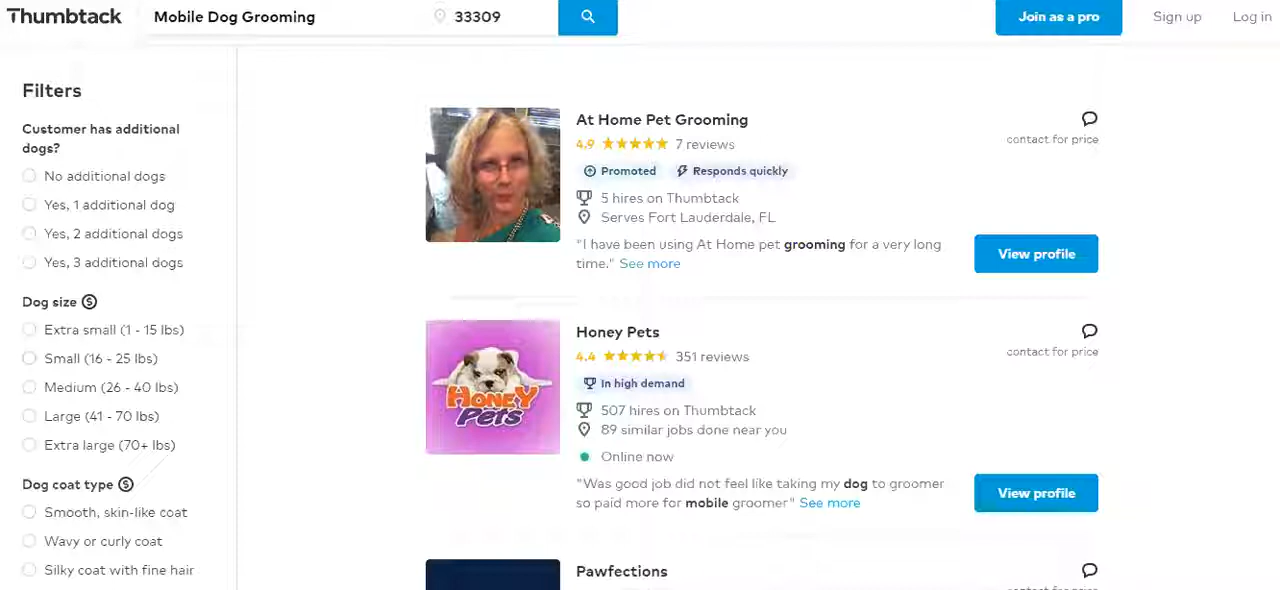 Thumbtack
Mobile Dog Grooming
33309
Join as a pro
Sign up
Log in
Filters
Customer has additional
dogs?
No additional dogs
Yes, 1 additional dog
Yes, 2 additional dogs
Yes, 3 additional dogs
Dog size
Extra small (1 - 15 lbs)
Small (16 - 25 lbs)
Medium (26 - 40 lbs)
Large (41 - 70 lbs)
Extra large (70+ lbs)
Dog coat type
Smooth, skin-like coat
Wavy or curly coat
Silky coat with fine hair
At Home Pet Grooming
4.9 7 reviews
Promoted Responds quickly
5 hires on Thumbtack
Serves Fort Lauderdale, FL
"I have been using At Home pet grooming for a very long
time." See more
contact for price
View profile
HONEY
Pets
Honey Pets
4.4 351 reviews
In high demand
507 hires on Thumbtack
89 similar jobs done near you
Online now
"Was good job did not feel like taking my dog to groomer
so paid more for mobile groomer" See more
contact for price
View profile
Pawfections
contact for price